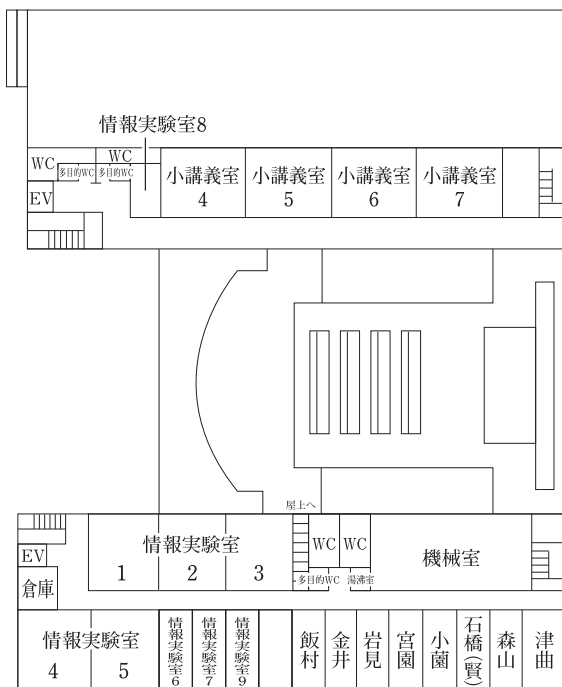 情報実験室8
WC
WC
多目的WC
多目的WC
EV
小講義室
4
小講義室
5
小講義室
6
小講義室
7
屋上へ
EV
倉庫
情報実験室
1
2
3
WC
WC
多目的WC
湯沸室
機械室
情報実験室
4
5
情報実験室6
情報実験室7
情報実験室9
飯村
金井
岩見
宮園
小薗
石橋(賢)
森山
津曲